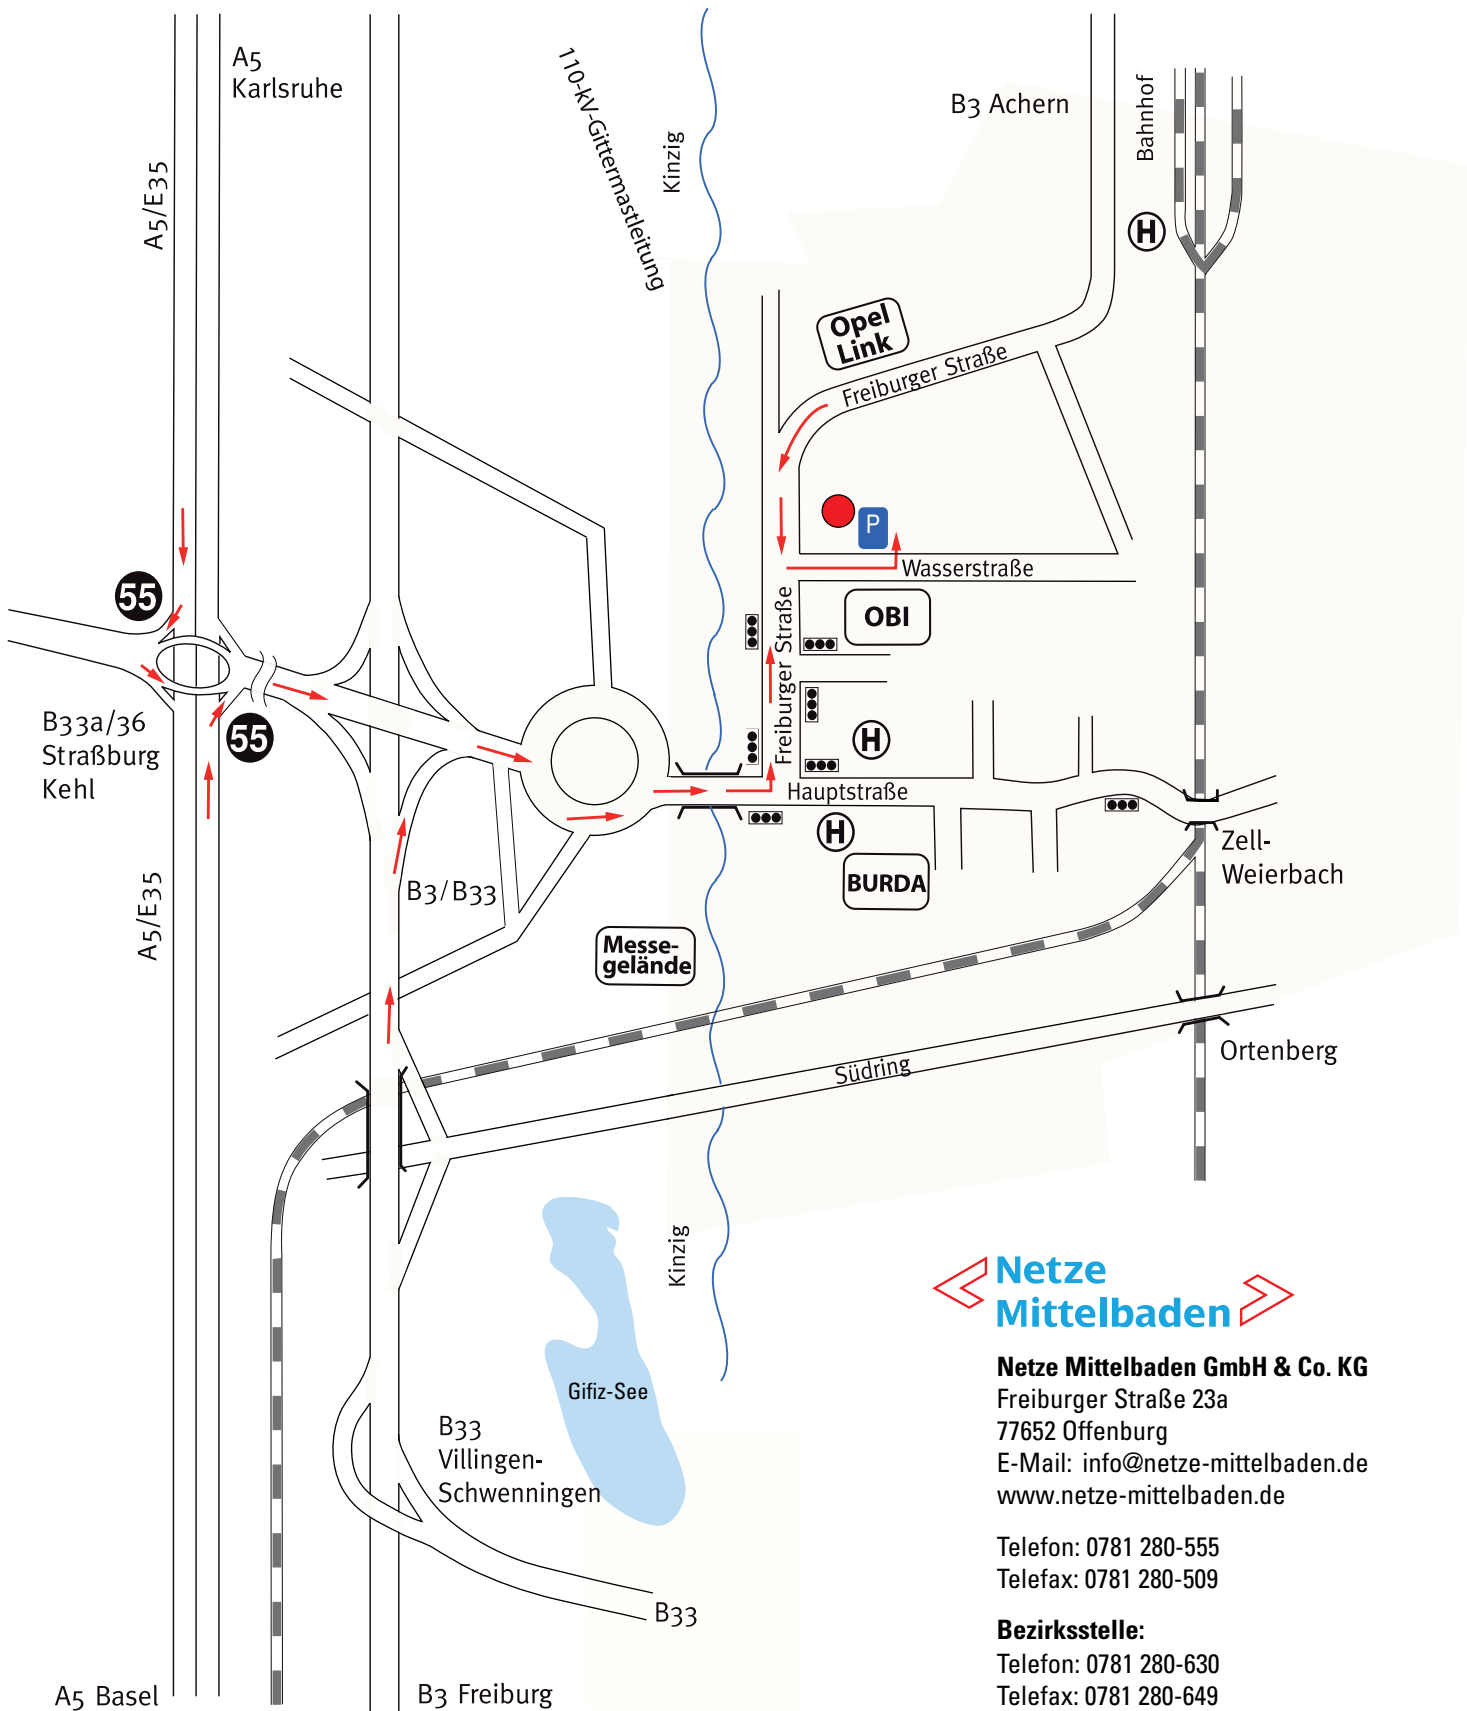 A5
Karlsruhe
110-kV-Gittermastleitung
Kinzig
B3 Achern
Bahnhof
A5/E35
H
Opel
Link
Freiburger Straße
P
Wasserstraße
55
OBI
Freiburger Straße
B33a/36
Straßburg
Kehl
55
H
Hauptstraße
H
Zell-
Weierbach
BURDA
B3/B33
A5/E35
Messe-
gelände
Südring
Ortenberg
Kinzig
Gifiz-See
B33
Villingen-
Schwenningen
B33
A5 Basel
B3 Freiburg
Netze
Mittelbaden
Netze Mittelbaden GmbH & Co. KG
Freiburger Straße 23a
77652 Offenburg
E-Mail: info@netze-mittelbaden.de
www.netze-mittelbaden.de
Telefon: 0781 280-555
Telefax: 0781 280-509
Bezirksstelle:
Telefon: 0781 280-630
Telefax: 0781 280-649